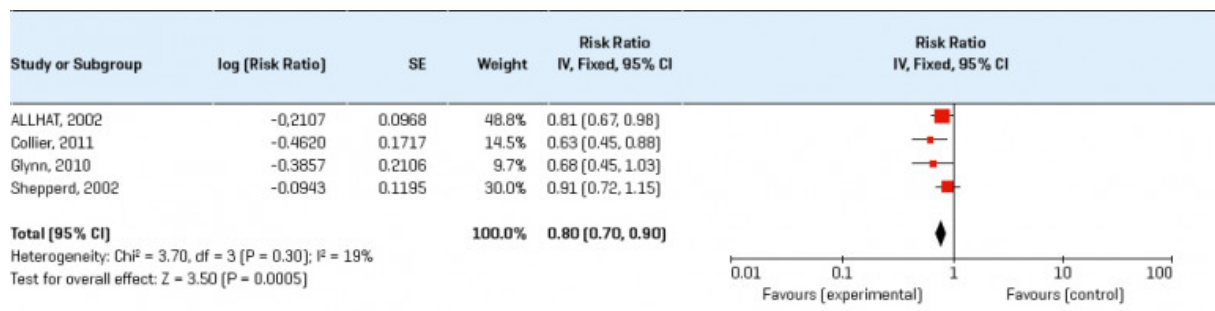 Risk Ratio Risk Ratio
Study or Subgroup log (Risk Ratio) SE Weight IV, Fixed, 95% CI IV, Fixed, 95% CI
ALLHAT, 2002 -0,2107 0.0968 48.8% 0.81 (0.67, 0.98)
Collier, 2011 -0.4620 0.1717 14.5% 0.63 (0.45, 0.88)
Glynn, 2010 -0.3857 0.2106 9.7% 0.68 (0.45, 1.03)
Shepperd, 2002 -0.0943 0.1195 30.0% 0.91 (0.72, 1.15)
Total (95% CI) 100.0% 0.80 (0.70, 0.90)
Heterogeneity: Chi² = 3.70, df = 3 (P = 0.30); I² = 19%
Test for overall effect: Z = 3.50 (P = 0.0005)
0.01 0.1 1 10 100
Favours (experimental) Favours (control)